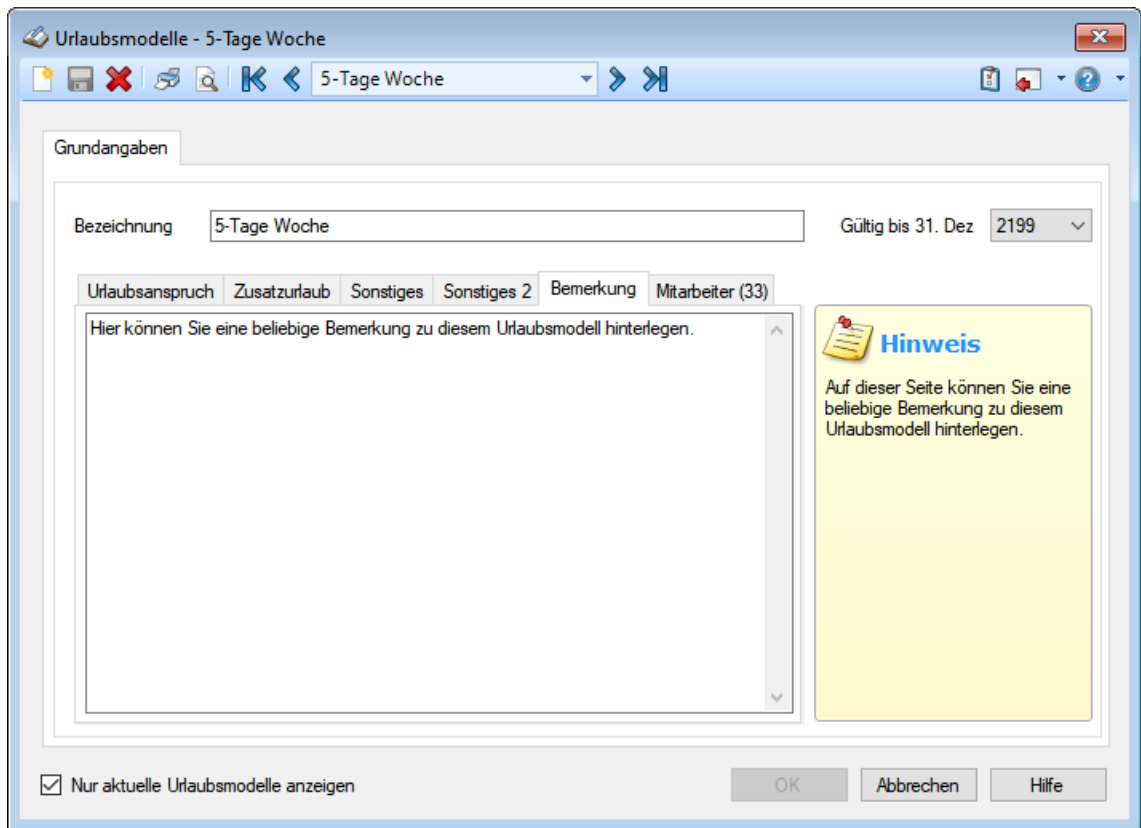 Urlaubsmodelle - 5-Tage Woche
5-Tage Woche
Grundangaben
Bezeichnung 5-Tage Woche Gültig bis 31. Dez 2199
Urlaubsanspruch Zusatzurlaub Sonstiges Sonstiges 2 Bemerkung Mitarbeiter (33)
Hier können Sie eine beliebige Bemerkung zu diesem Urlaubsmodell hinterlegen.
Hinweis
Auf dieser Seite können Sie eine
beliebige Bemerkung zu diesem
Urlaubsmodell hinterlegen.
Nur aktuelle Urlaubsmodelle anzeigen
OK Abbrechen Hilfe